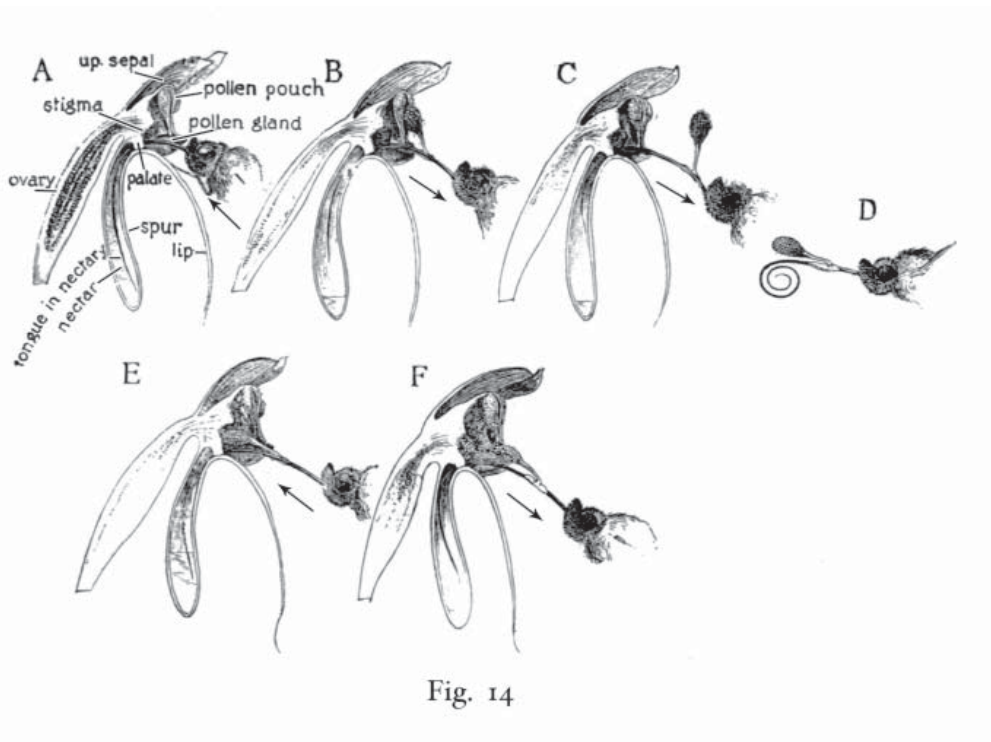 A
up. sepal
pollen pouch
stigma
pollen gland
ovary
palate
spur
lip
tongue in nectary
nectar
B
C
D
E
F
Fig. 14